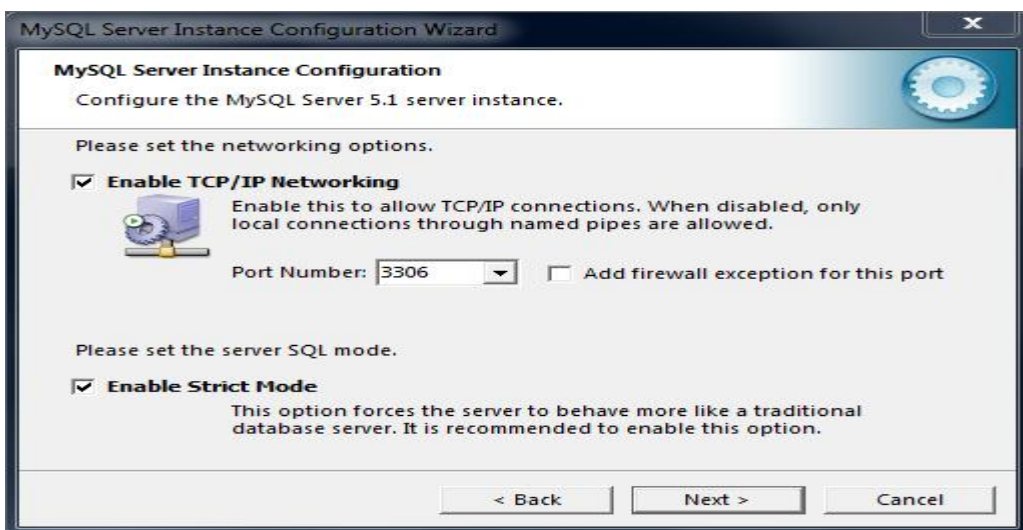 MySQL Server Instance Configuration Wizard
MySQL Server Instance Configuration
Configure the MySQL Server 5.1 server instance.
Please set the networking options.
Enable TCP/IP Networking
Enable this to allow TCP/IP connections. When disabled, only
local connections through named pipes are allowed.
Port Number: 3306 Add firewall exception for this port
Please set the server SQL mode.
Enable Strict Mode
This option forces the server to behave more like a traditional
database server. It is recommended to enable this option.
< Back Next > Cancel